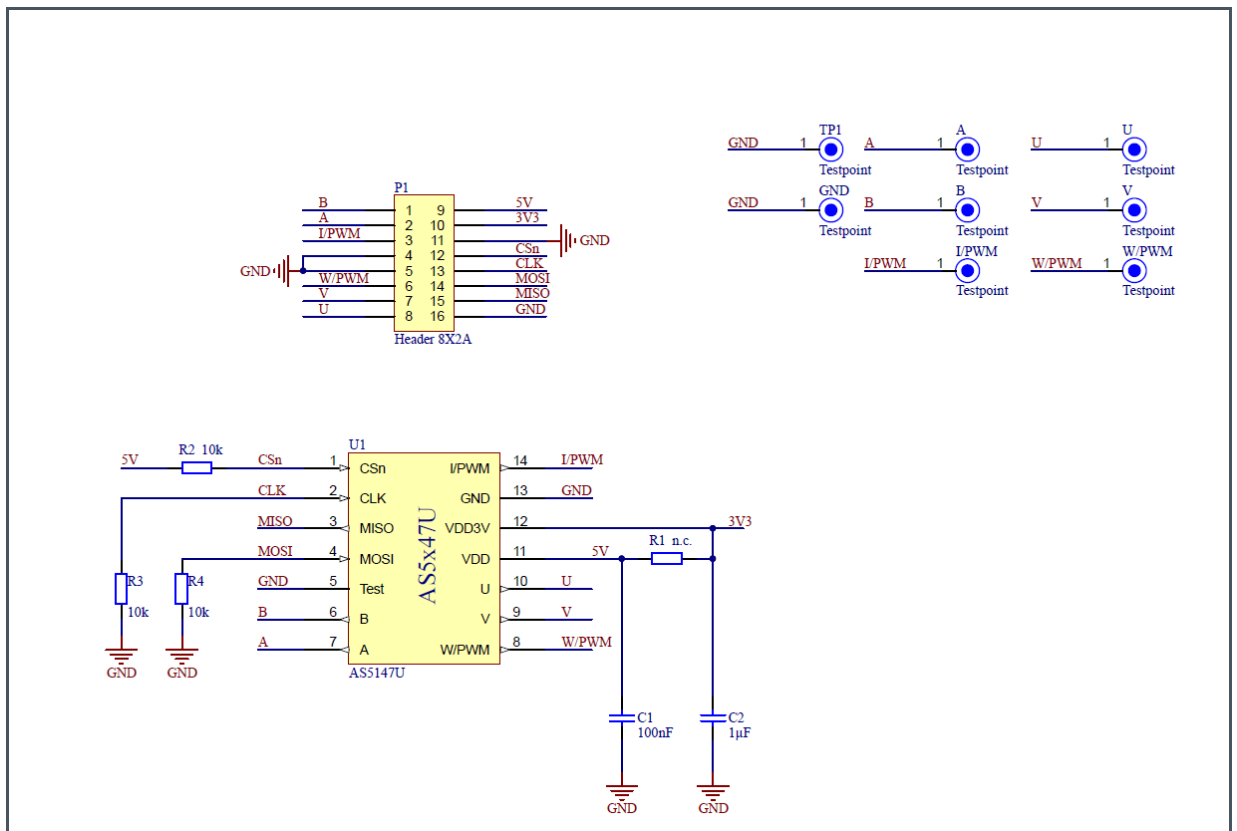 TP1 A U
GND 1 A 1 U 1
Testpoint Testpoint Testpoint
GND B V
GND 1 B 1 V 1
Testpoint Testpoint Testpoint
I/PWM W/PWM
I/PWM 1 W/PWM 1
Testpoint Testpoint
P1
B 1 9 5V
A 2 10 3V3
I/PWM 3 11 GND
4 12 CSn
GND 5 13 CLK
W/PWM 6 14 MOSI
V 7 15 MISO
U 8 16 GND
Header 8X2A
U1
5V R2 10k CSn 1 CSn I/PWM 14 I/PWM
CLK 2 CLK GND 13 GND
MISO 3 MISO VDD3V 12 3V3
MOSI 4 MOSI VDD 11 5V R1 n.c.
GND 5 Test U 10 U
B 6 B V 9 V
A 7 A W/PWM 8 W/PWM
AS5x47U
AS5147U
R3
10k
R4
10k
GND GND
C1
100nF
C2
1µF
GND GND